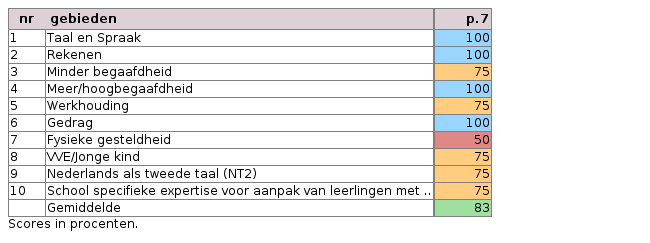 nr gebieden p.7
1 Taal en Spraak 100
2 Rekenen 100
3 Minder begaafdheid 75
4 Meer/hoogbegaafdheid 100
5 Werkhouding 75
6 Gedrag 100
7 Fysieke gesteldheid 50
8 VVE/Jonge kind 75
9 Nederlands als tweede taal (NT2) 75
10 School specifieke expertise voor aanpak van leerlingen met .. 75
Gemiddelde 83
Scores in procenten.